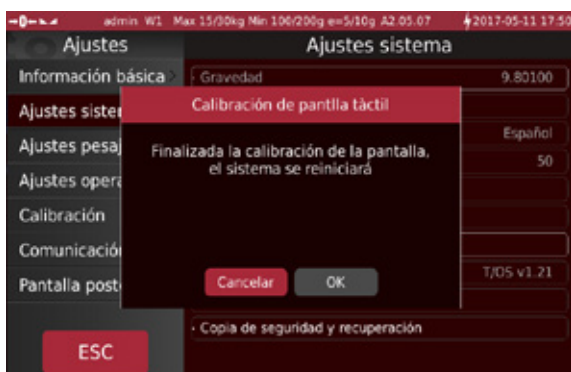 admin W1 Max 15/30kg Min 100/200g e=5/10g A2.05.07 2017-05-11 17:50
Ajustes
Ajustes sistema
Información básica
Gravedad 9.80100
Ajustes sister
Calibración de pantlla tàctil
Español
Ajustes pesaj
Finalizada la calibración de la pantalla,
50
el sistema se reiniciará
Ajustes opera
Calibración
Comunicació
T/OS v1.21
Pantalla post
Cancelar OK
Copia de seguridad y recuperación
ESC